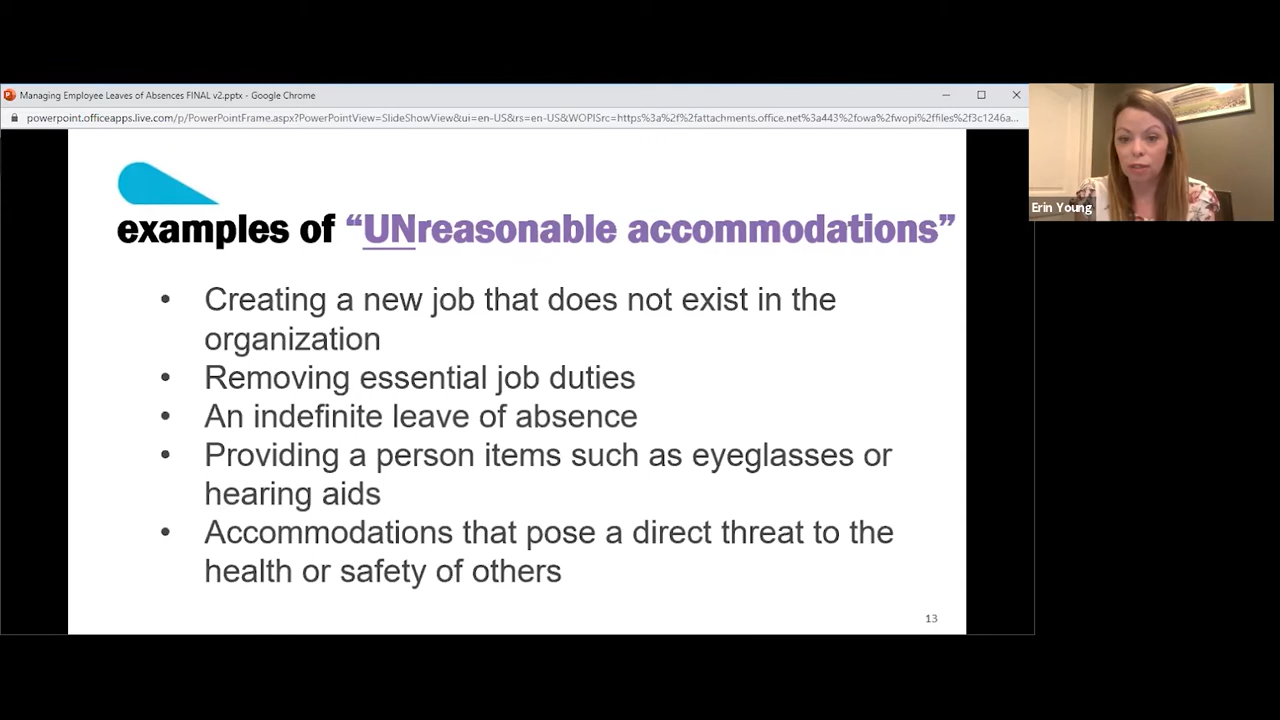 Managing Employee Leaves of Absences FINAL v2.pptx - Google Chrome
powerpoint.officeapps.live.com/p/PowerPointFrame.aspx?PowerPointView=SlideShowView&ui=en-US&rs=en-US&WOPISrc=https%3a%2f%2fattachments.office.net%3a443%2fowa%2fwopi%2ffiles%2f3c1246a...
Erin Young
examples of “UNreasonable accommodations”
• Creating a new job that does not exist in the
organization
• Removing essential job duties
• An indefinite leave of absence
• Providing a person items such as eyeglasses or
hearing aids
• Accommodations that pose a direct threat to the
health or safety of others
13